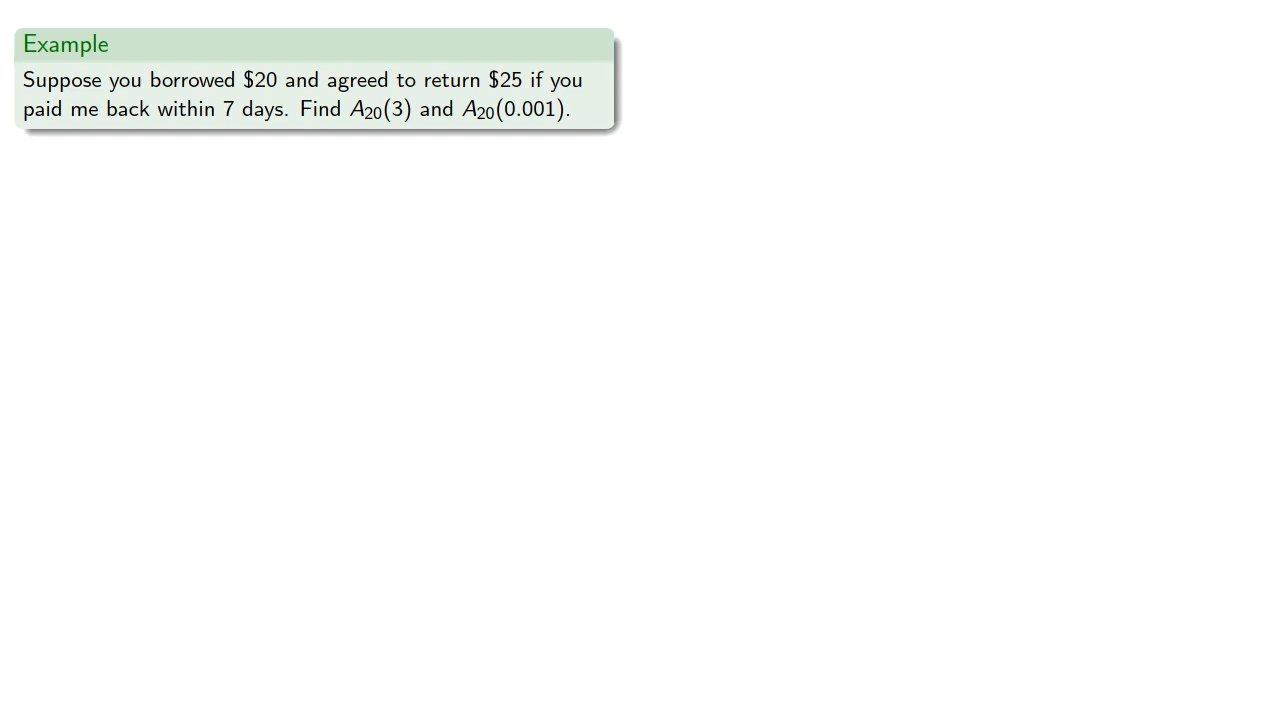 Example
Suppose you borrowed $20 and agreed to return $25 if you
paid me back within 7 days. Find A₂₀(3) and A₂₀(0.001).